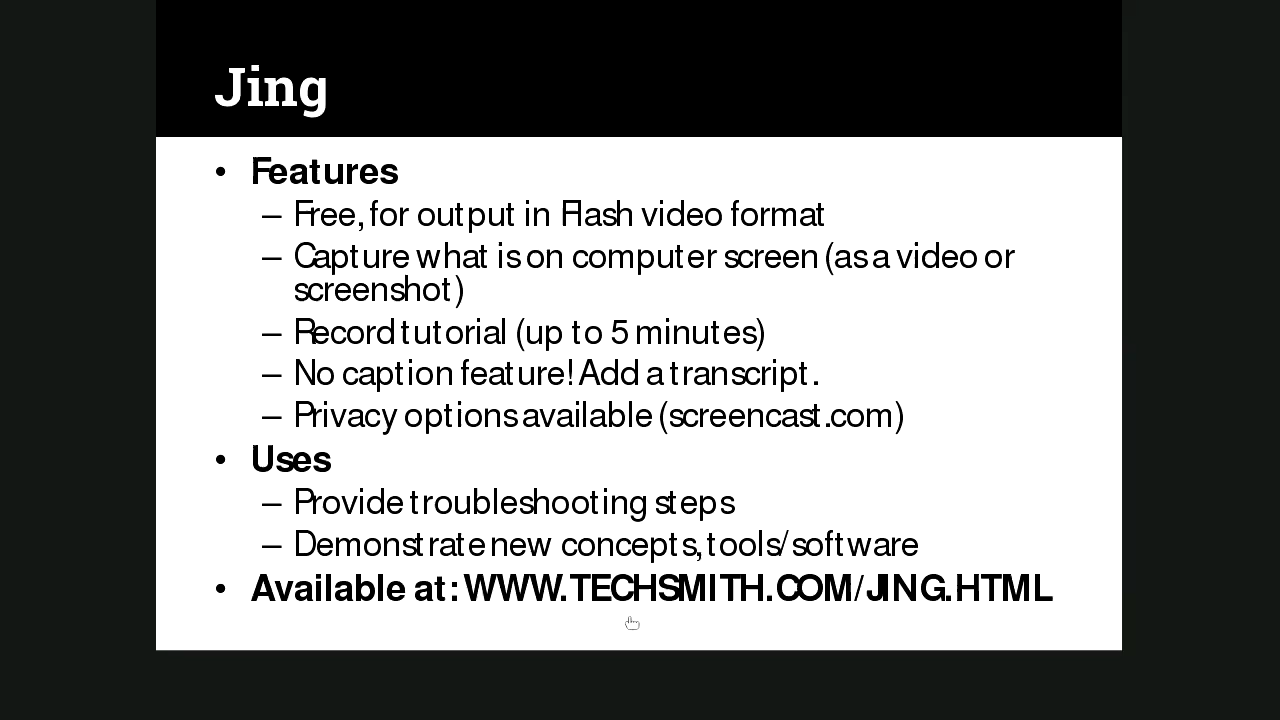 Jing
• Features
– Free, for output in Flash video format
– Capture what is on computer screen (as a video or
screenshot)
– Record tutorial (up to 5 minutes)
– No caption feature! Add a transcript.
– Privacy options available (screencast.com)
• Uses
– Provide troubleshooting steps
– Demonstrate new concepts, tools/software
• Available at: WWW.TECHSMITH.COM/JING.HTML